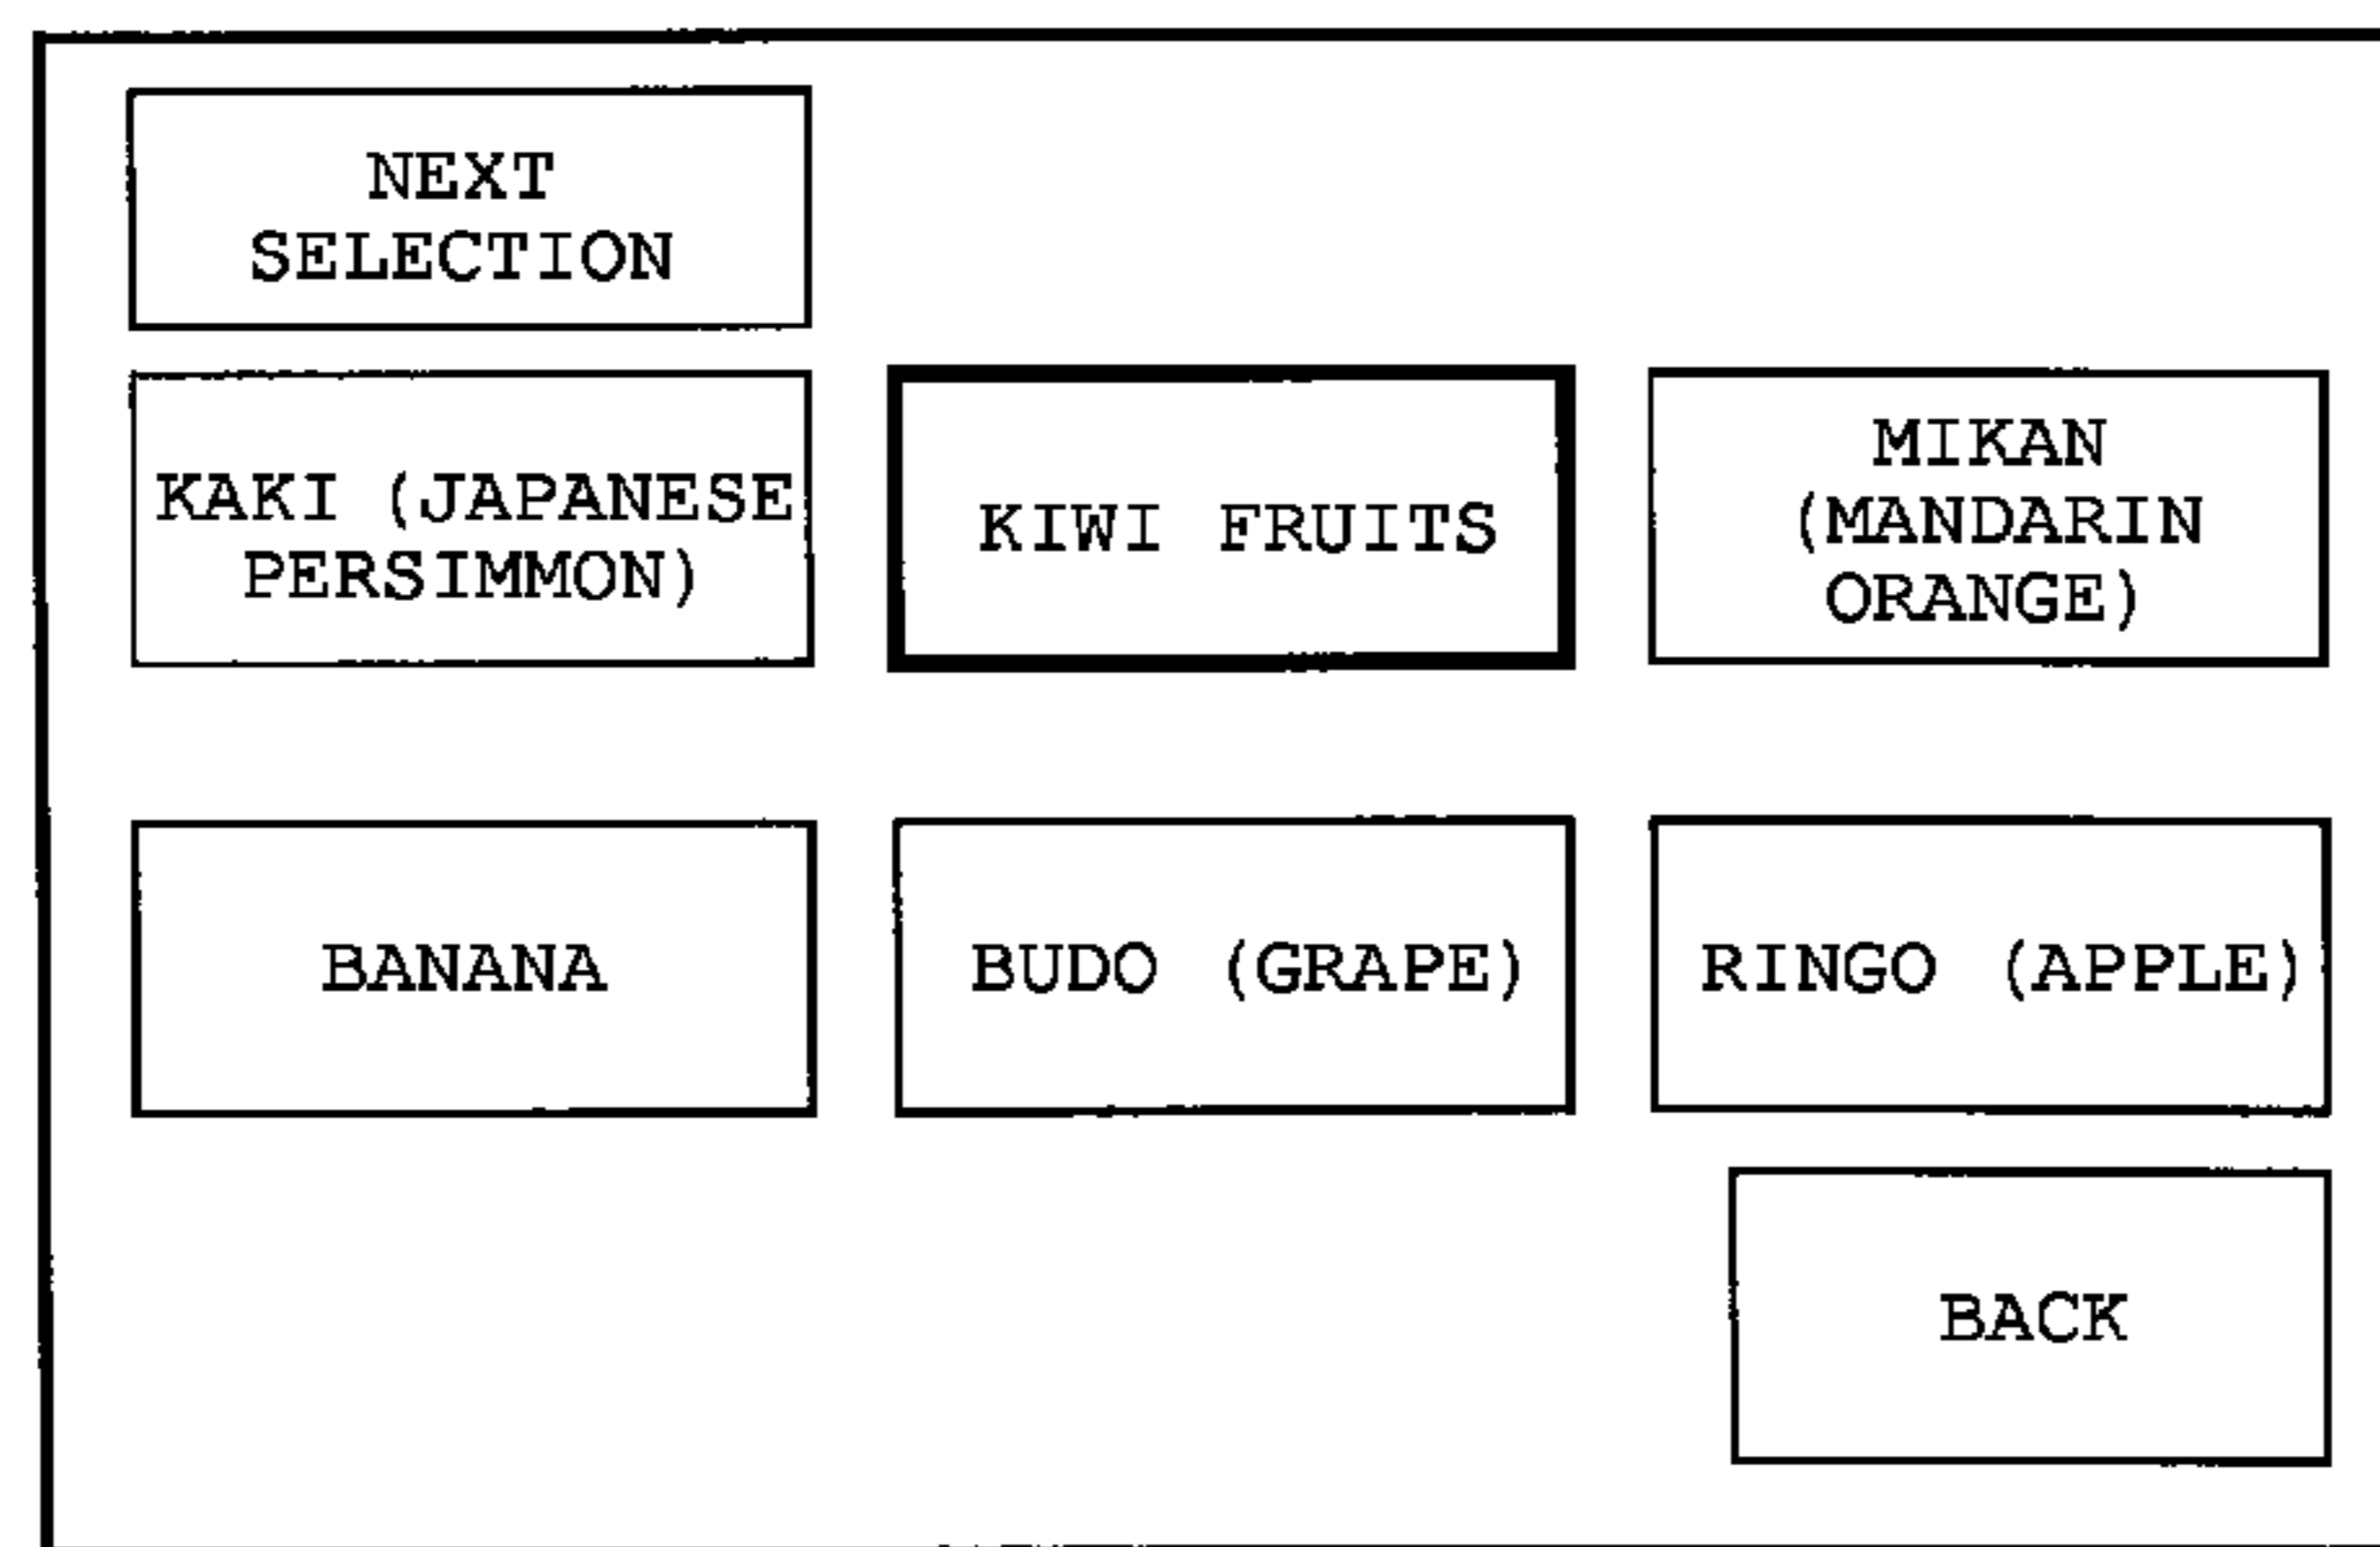 NEXT
SELECTION
KAKI (JAPANESE
PERSIMMON)
KIWI FRUITS
MIKAN
(MANDARIN
ORANGE)
BANANA
BUDO (GRAPE)
RINGO (APPLE)
BACK